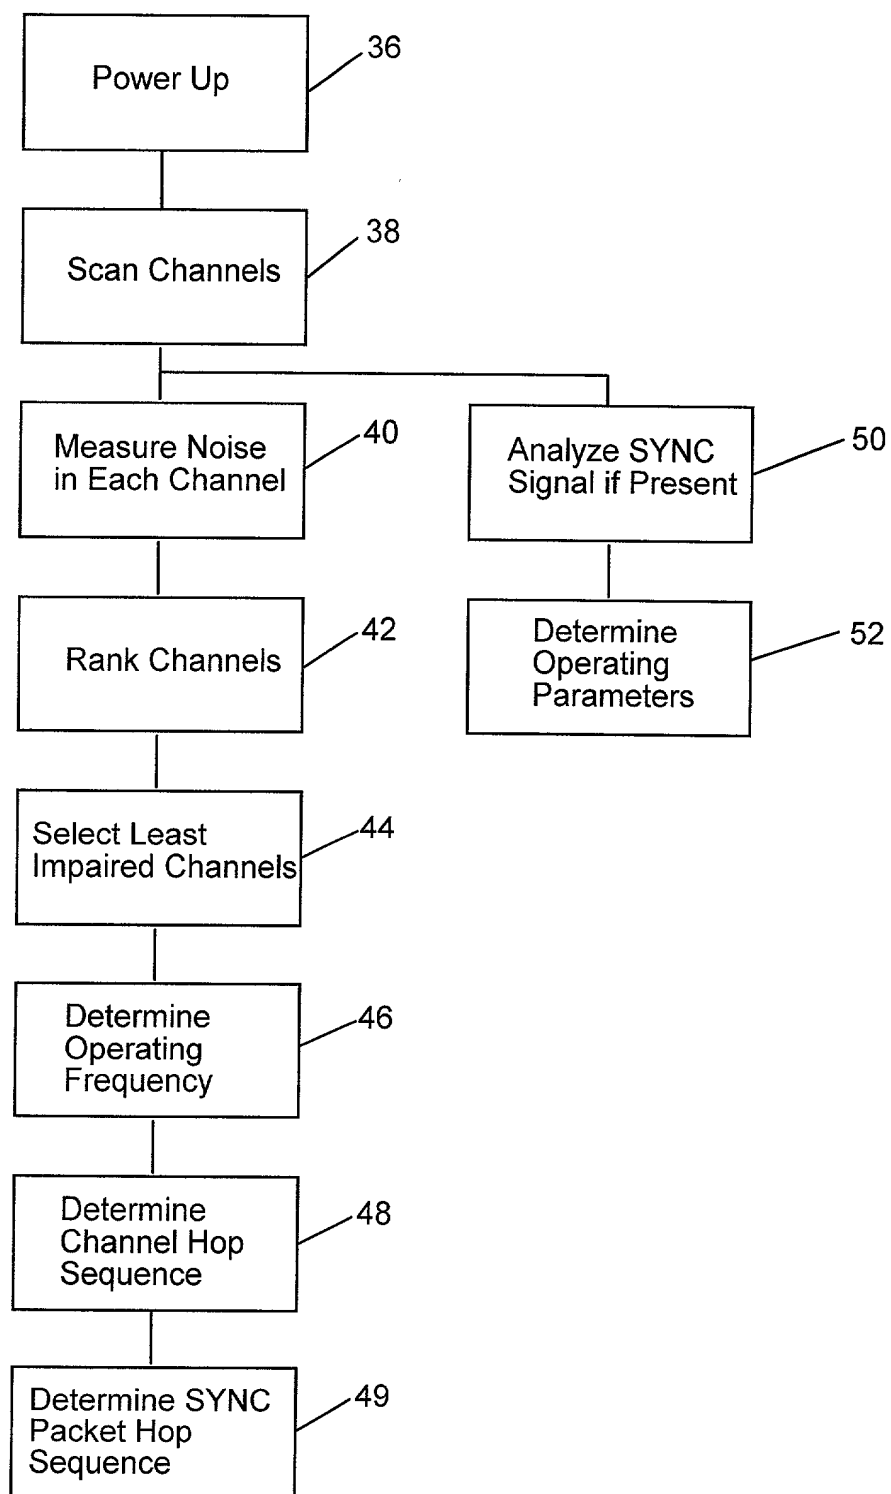 Power Up
36
Scan Channels
38
Measure Noise
in Each Channel
40
Analyze SYNC
Signal if Present
50
Rank Channels
42
Determine
Operating
Parameters
52
Select Least
Impaired Channels
44
Determine
Operating
Frequency
46
Determine
Channel Hop
Sequence
48
Determine SYNC
Packet Hop
Sequence
49